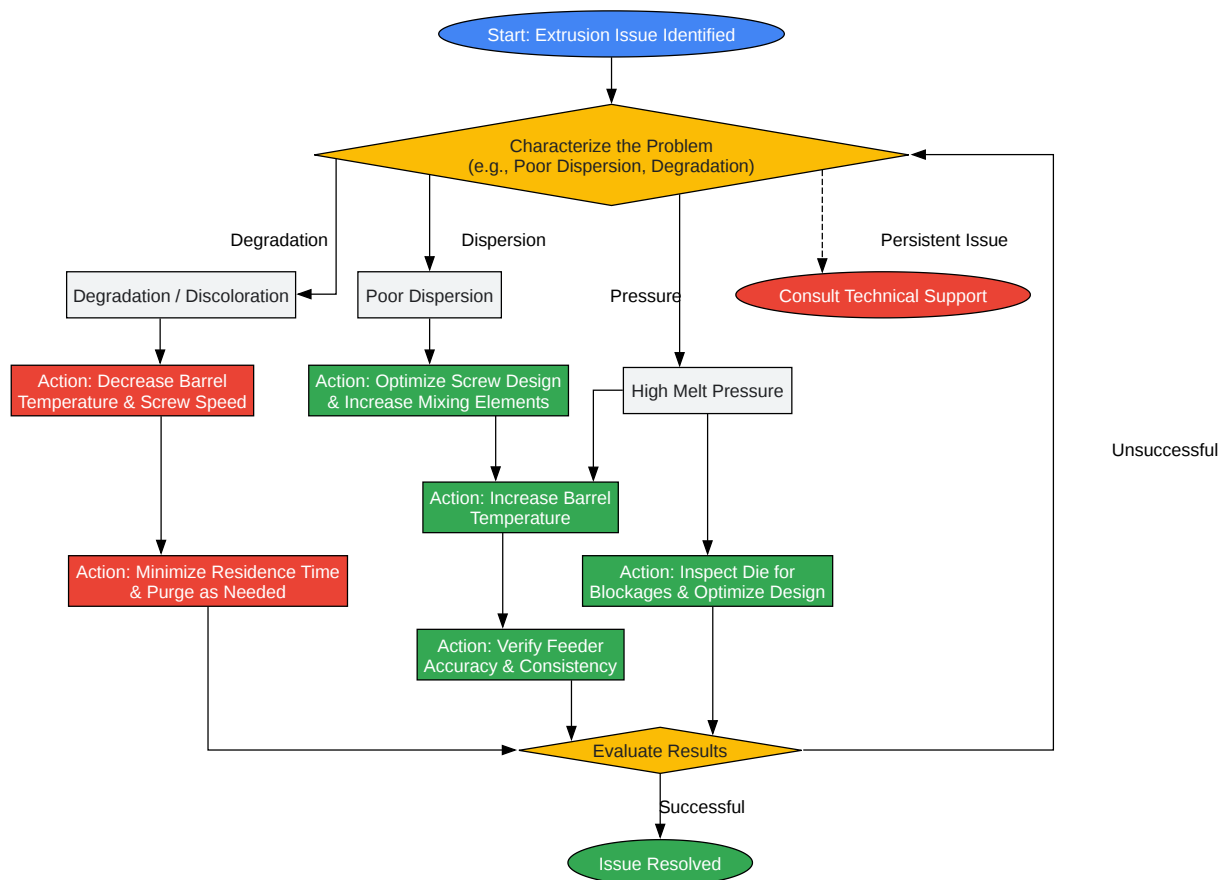 Start: Extrusion Issue Identified
Characterize the Problem
(e.g., Poor Dispersion, Degradation)
Degradation
Dispersion
Persistent Issue
Pressure
Degradation / Discoloration
Poor Dispersion
Consult Technical Support
Action: Decrease Barrel
Temperature & Screw Speed
Action: Optimize Screw Design
& Increase Mixing Elements
High Melt Pressure
Unsuccessful
Action: Increase Barrel
Temperature
Action: Minimize Residence Time
& Purge as Needed
Action: Inspect Die for
Blockages & Optimize Design
Action: Verify Feeder
Accuracy & Consistency
Evaluate Results
Successful
Issue Resolved